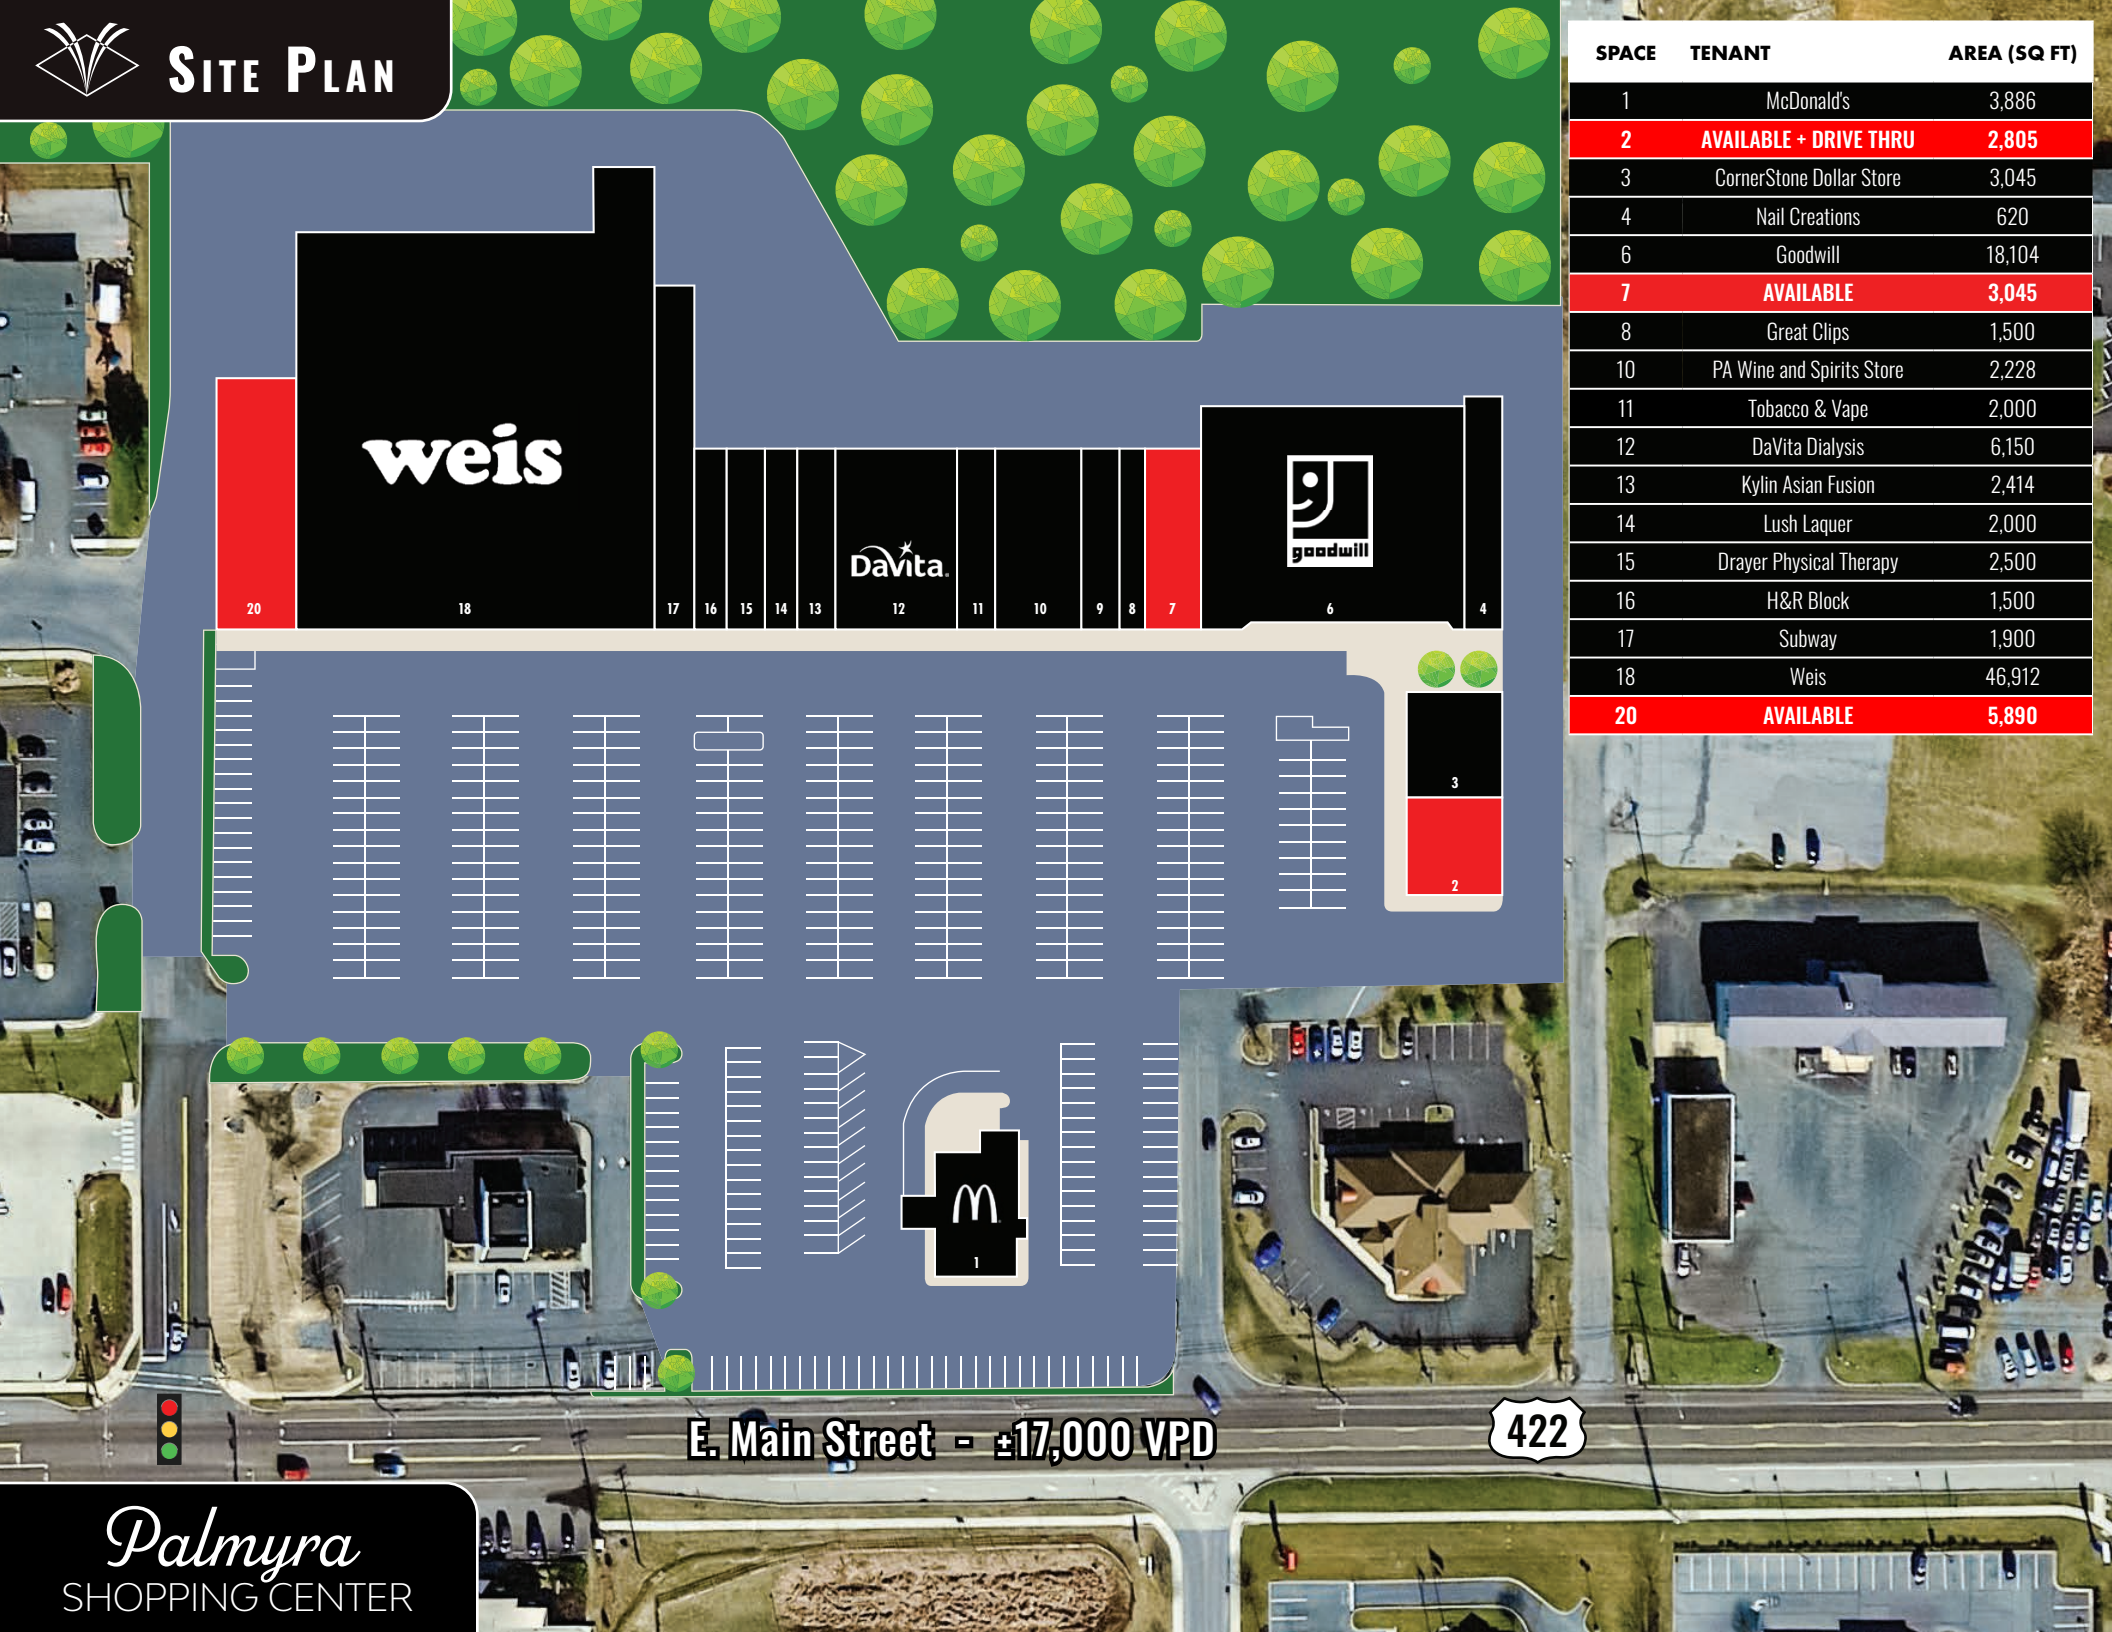 SITE PLAN
SPACE TENANT AREA (SQ FT)
1 McDonald's 3,886
2 AVAILABLE + DRIVE THRU 2,805
3 CornerStone Dollar Store 3,045
4 Nail Creations 620
6 Goodwill 18,104
7 AVAILABLE 3,045
8 Great Clips 1,500
10 PA Wine and Spirits Store 2,228
11 Tobacco & Vape 2,000
12 DaVita Dialysis 6,150
13 Kylin Asian Fusion 2,414
14 Lush Laquer 2,000
15 Drayer Physical Therapy 2,500
16 H&R Block 1,500
17 Subway 1,900
18 Weis 46,912
20 AVAILABLE 5,890
weis
DaVita.
goodwill
20 18 17 16 15 14 13 12 11 10 9 8 7 6 4
3
2
1
E. Main Street - ±17,000 VPD
422
Palmyra
SHOPPING CENTER